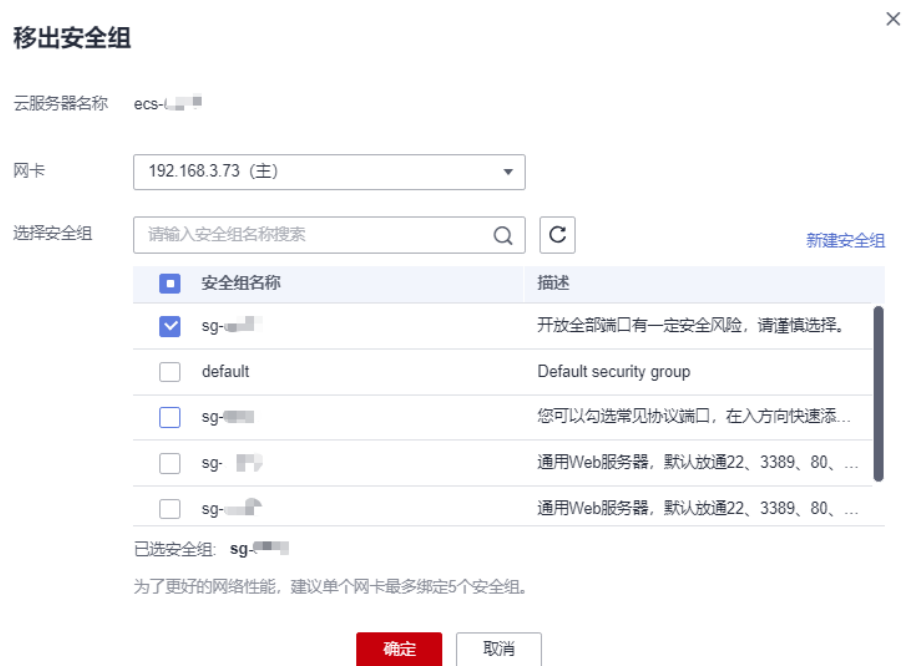 移出安全组
云服务器名称 ecs-
网卡 192.168.3.73（主）
选择安全组 请输入安全组名称搜索
新建安全组
安全组名称 描述
sg- 开放全部端口有一定安全风险，请谨慎选择。
default Default security group
sg- 您可以勾选常见协议端口，在入方向快速添...
sg- 通用Web服务器，默认放通22、3389、80、...
sg- 通用Web服务器，默认放通22、3389、80、...
已选安全组: sg-
为了更好的网络性能，建议单个网卡最多绑定5个安全组。
确定 取消